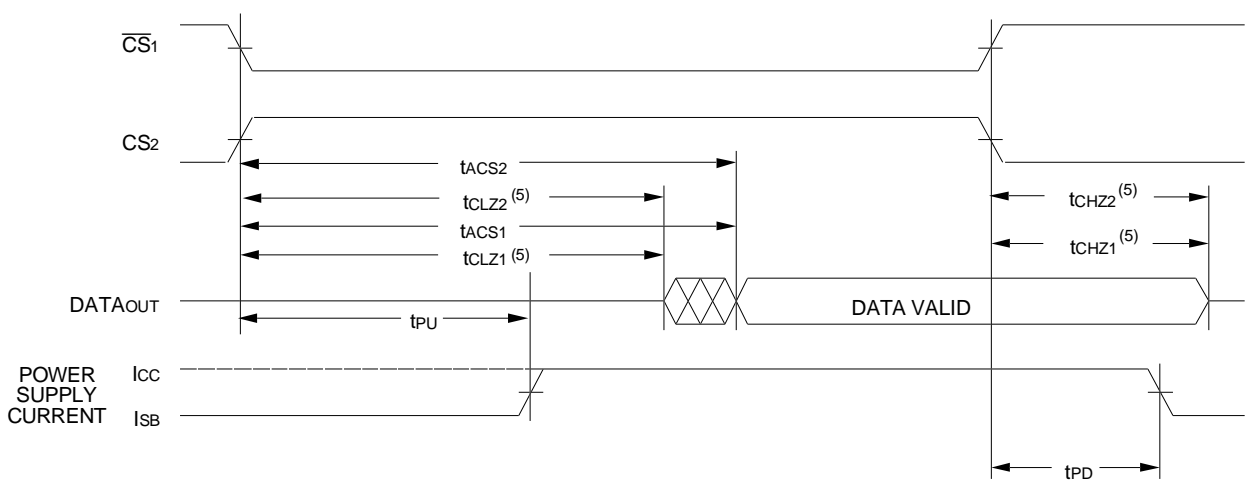 CS1
CS2
tACS2
tCLZ2 (5)
tCHZ2 (5)
tACS1
tCLZ1 (5)
tCHZ1 (5)
DATAOUT
DATA VALID
tPU
POWER
SUPPLY
CURRENT
ICC
ISB
tPD